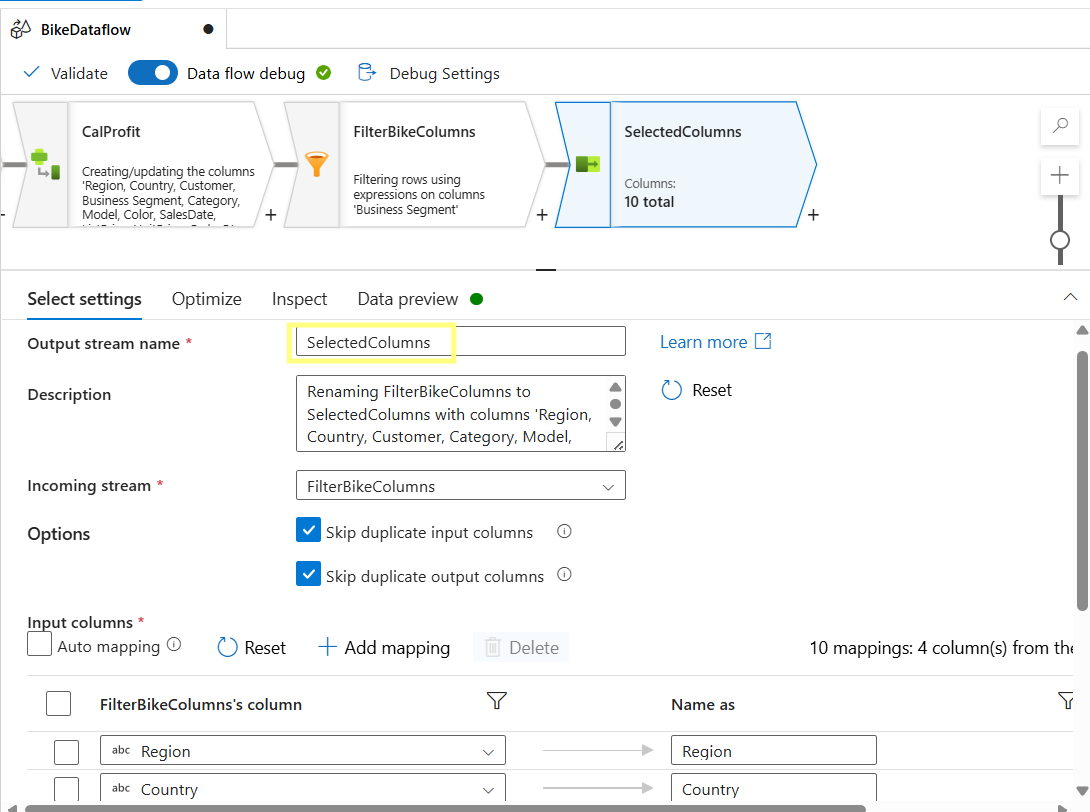 BikeDataflow
Validate
Data flow debug
Debug Settings
CalProfit
Creating/updating the columns
'Region, Country, Customer,
Business Segment, Category,
Model, Color, SalesDate,
FilterBikeColumns
Filtering rows using
expressions on columns
'Business Segment'
SelectedColumns
Columns:
10 total
+
+
+
Select settings
Optimize
Inspect
Data preview
Output stream name *
SelectedColumns
Learn more
Description
Renaming FilterBikeColumns to
SelectedColumns with columns 'Region,
Country, Customer, Category, Model,
Reset
Incoming stream *
FilterBikeColumns
Options
Skip duplicate input columns
Skip duplicate output columns
Input columns *
Auto mapping
Reset
Add mapping
Delete
10 mappings: 4 column(s) from the
FilterBikeColumns's column
Name as
abc Region
Region
abc Country
Country